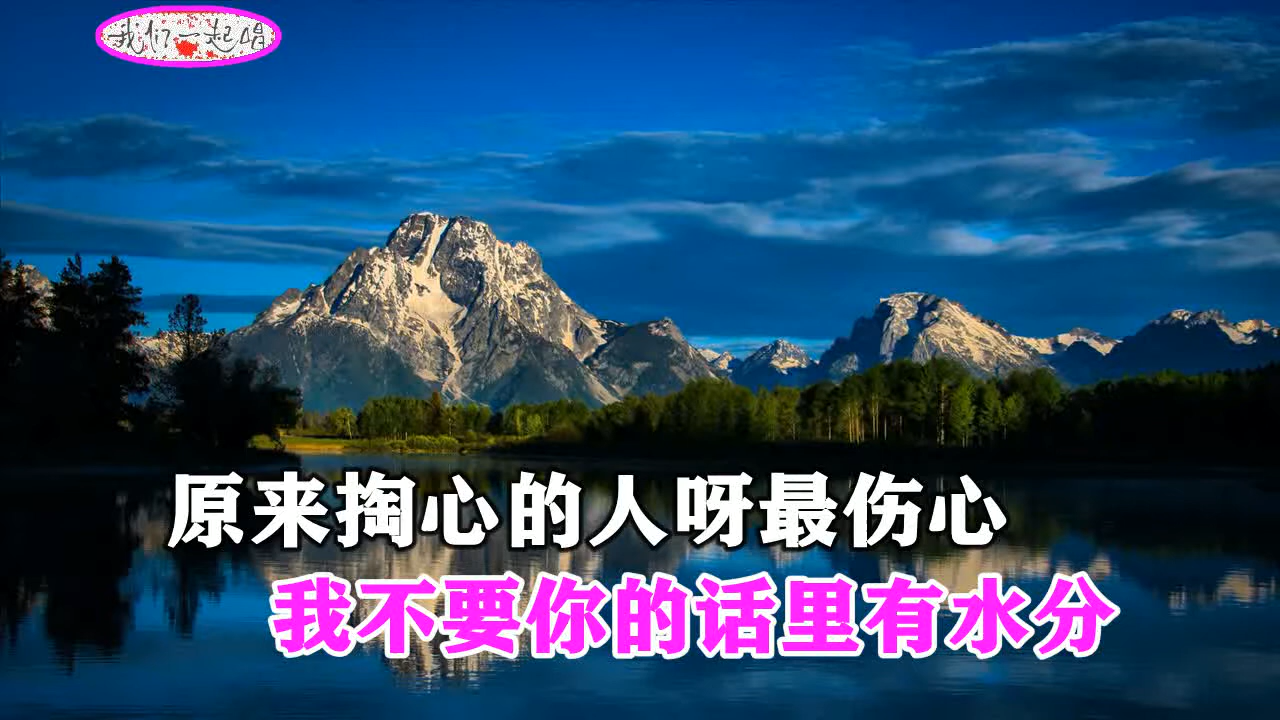 我们一起唱
原来掏心的人呀最伤心
我不要你的话里有水分